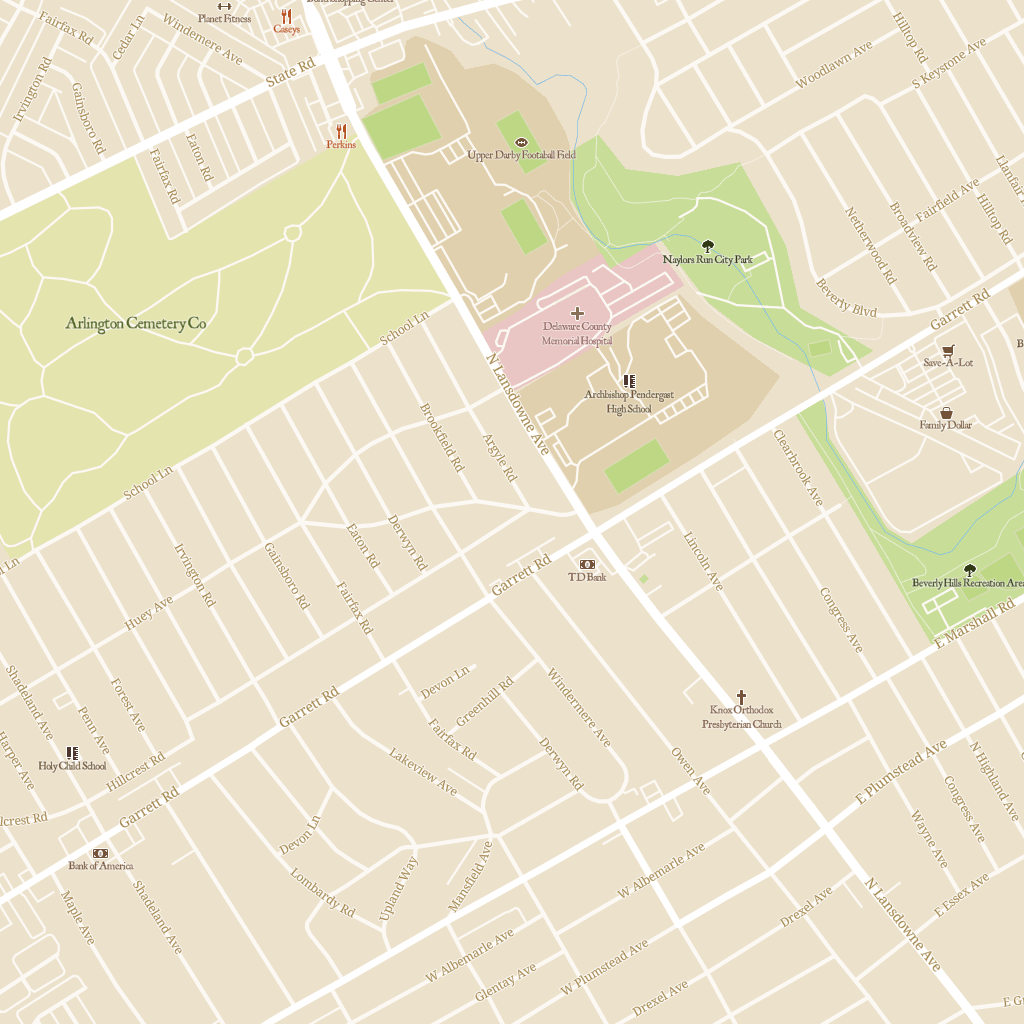 Planet Fitness
Caseys
Fairfax Rd
Cedar Ln
Windemere Ave
Hilltop Rd
Woodlawn Ave
S Keystone Ave
State Rd
Irvington Rd
Gainsboro Rd
Perkins
Eaton Rd
Fairfax Rd
Upper Darby Footaball Field
Fairfield Ave
Hilltop Rd
Broadview Rd
Netherwood Rd
Naylors Run City Park
Beverly Blvd
Garrett Rd
Arlington Cemetery Co
School Ln
Delaware County
Memorial Hospital
N Lansdowne Ave
Save-A-Lot
Archbishop Pendergast
High School
Family Dollar
Brookfield Rd
Argyle Rd
Clearbrook Ave
School Ln
Derwyn Rd
Eaton Rd
Gainsboro Rd
Irvington Rd
Lincoln Ave
Garrett Rd
T.D Bank
Beverly Hills Recreation Area
Huey Ave
Fairfax Rd
Congress Ave
E Marshall Rd
Shadeland Ave
Forest Ave
Penn Ave
Devon Ln
Greenhill Rd
Windermere Ave
Garrett Rd
Knox Orthodox
Presbyterian Church
Harper Ave
Holy Child School
Hillcrest Rd
Fairfax Rd
Lakeview Ave
Derwyn Rd
Owen Ave
E Plumstead Ave
N Highland Ave
Congress Ave
Wayne Ave
Garrett Rd
Devon Ln
Bank of America
Lombardy Rd
Upland Way
Mansfield Ave
W Albemarle Ave
Drexel Ave
N Lansdowne Ave
E Essex Ave
Maple Ave
Shadeland Ave
W Albemarle Ave
Glentay Ave
W Plumstead Ave
Drexel Ave